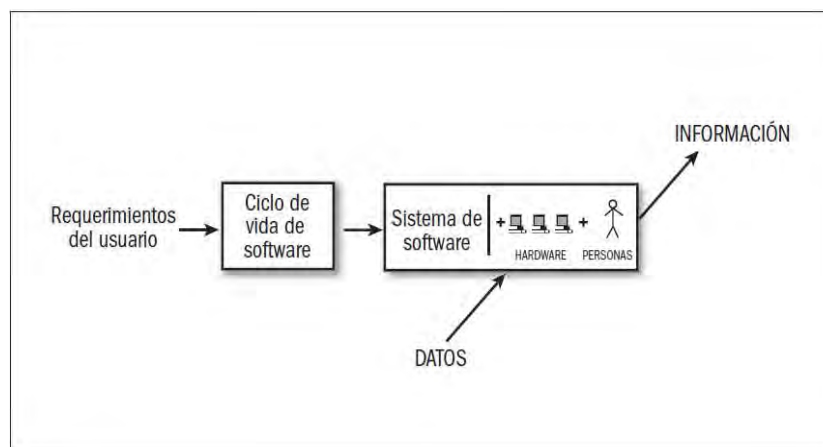 INFORMACIÓN
Requerimientos
del usuario
Ciclo de
vida de
software
Sistema de
software
+
+
HARDWARE
PERSONAS
DATOS